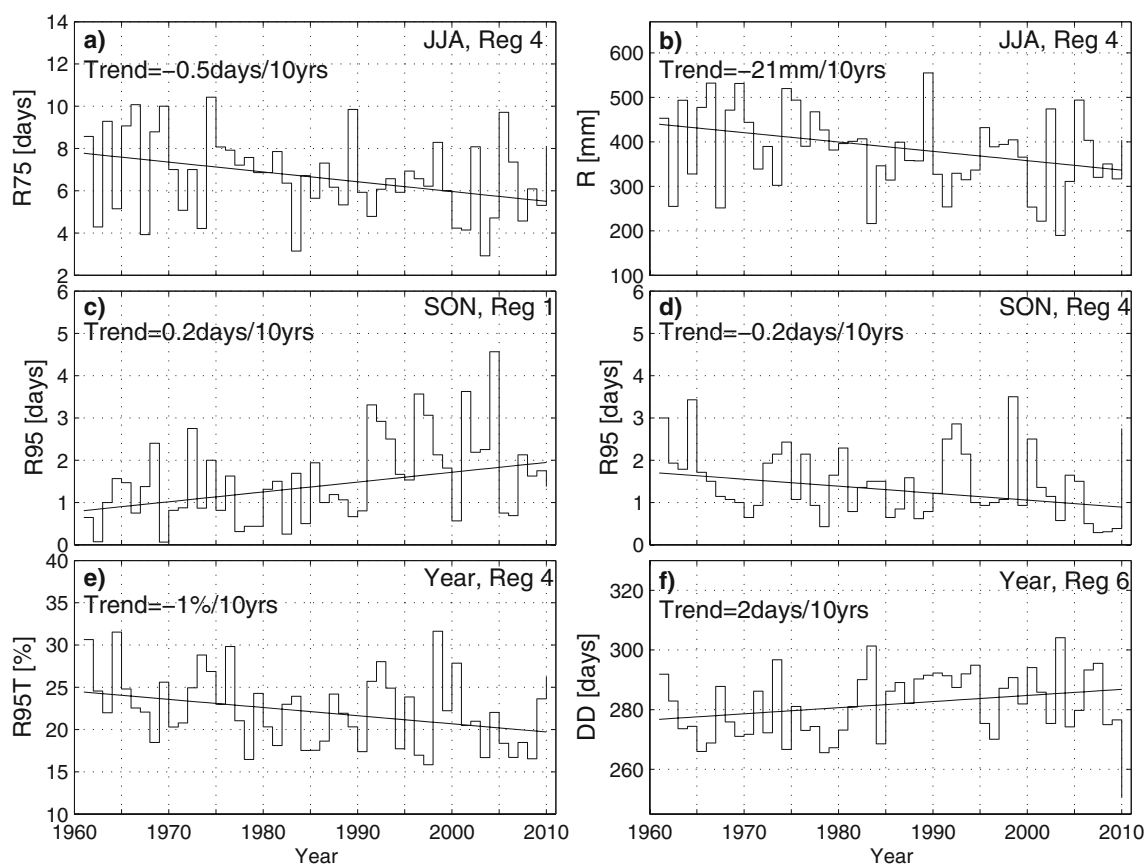 a) JJA, Reg 4
Trend=−0.5days/10yrs
14
12
10
8
6
4
2
R75 [days]
b) JJA, Reg 4
Trend=−21mm/10yrs
600
500
400
300
200
100
R [mm]
c) SON, Reg 1
Trend=0.2days/10yrs
6
5
4
3
2
1
0
R95 [days]
d) SON, Reg 4
Trend=−0.2days/10yrs
6
5
4
3
2
1
0
R95 [days]
e) Year, Reg 4
Trend=−1%/10yrs
40
35
30
25
20
15
10
R95T [%]
1960 1970 1980 1990 2000 2010
Year
f) Year, Reg 6
Trend=2days/10yrs
320
300
280
260
DD [days]
1960 1970 1980 1990 2000 2010
Year